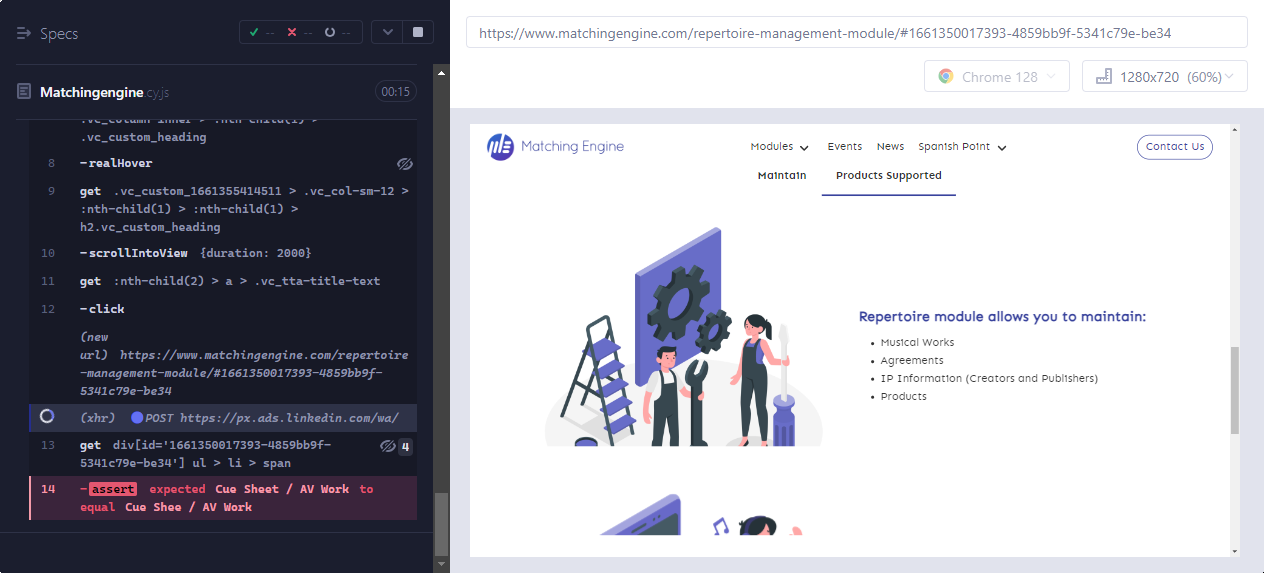 Specs
-- -- --
Matchingengine.cy.js
00:15
.vc_column-inner > :nth-child(1) >
.vc_custom_heading
8 -realHover
9 get .vc_custom_1661355414511 > .vc_col-sm-12 >
:nth-child(1) > :nth-child(1) >
h2.vc_custom_heading
10 -scrollIntoView {duration: 2000}
11 get :nth-child(2) > a > .vc_tta-title-text
12 -click
(new
url) https://www.matchingengine.com/repertoire
-management-module/#1661350017393-4859bb9f-
5341c79e-be34
(xhr) POST https://px.ads.linkedin.com/wa/
13 get div[id='1661350017393-4859bb9f-
5341c79e-be34'] ul > li > span
4
14 -assert expected Cue Sheet / AV Work to
equal Cue Shee / AV Work
https://www.matchingengine.com/repertoire-management-module/#1661350017393-4859bb9f-5341c79e-be34
Chrome 128
1280x720 (60%)
Matching Engine
Modules Events News Spanish Point
Contact Us
Maintain Products Supported
Repertoire module allows you to maintain:
• Musical Works
• Agreements
• IP Information (Creators and Publishers)
• Products